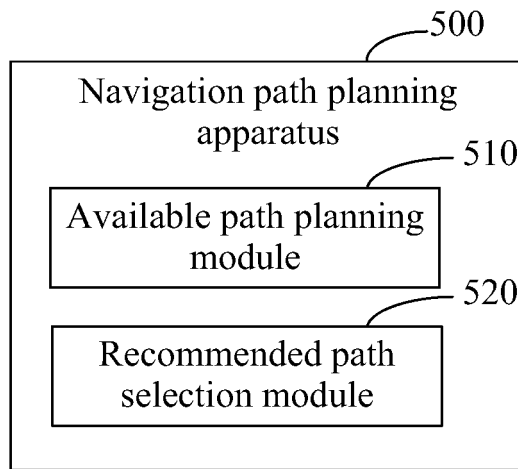 500
Navigation path planning
apparatus
510
Available path planning
module
520
Recommended path
selection module